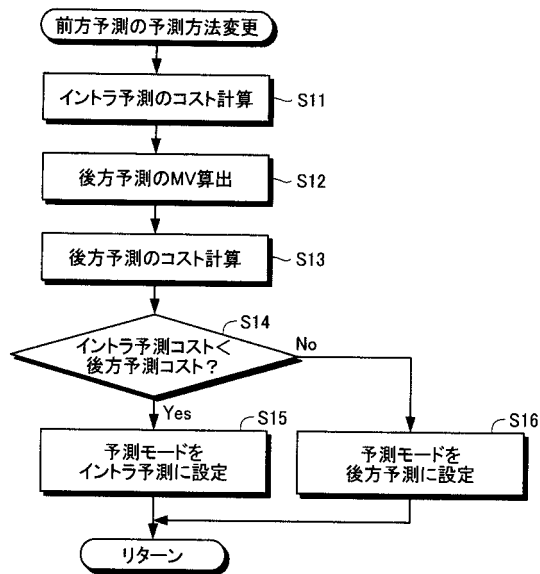 前方予測の予測方法変更
イントラ予測のコスト計算
S11
後方予測のMV算出
S12
後方予測のコスト計算
S13
S14
イントラ予測コスト<
後方予測コスト?
No
Yes
S15
予測モードを
イントラ予測に設定
S16
予測モードを
後方予測に設定
リターン